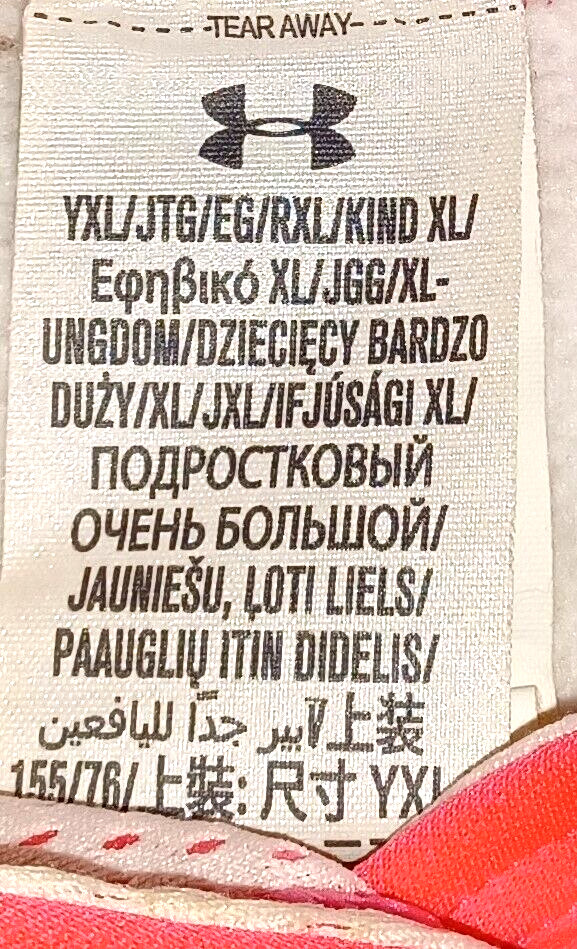 TEAR AWAY
YXL/JTG/EG/RXL/KIND XL/
Εφηβικό XL/JGG/XL-
UNGDOM/DZIECIĘCY BARDZO
DUŻY/XL/JXL/IFJÚSÁGI XL/
ПОДРОСТКОВЫЙ
ОЧЕНЬ БОЛЬШОЙ/
JAUNIEŠU, ĻOTI LIELS/
PAAUGLIŲ ITIN DIDELIS/
جداً لليافعين/上装
155/76/上裝: 尺寸 YXL